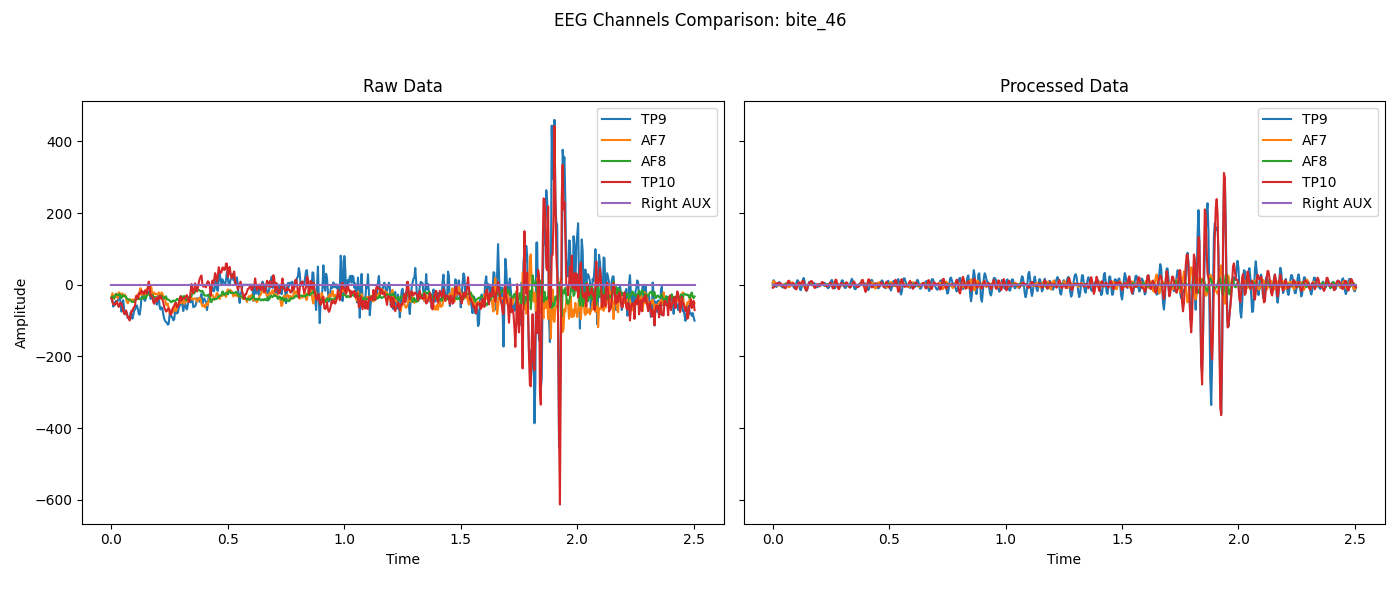 EEG Channels Comparison: bite_46
Raw Data
Processed Data
TP9
AF7
AF8
TP10
Right AUX
TP9
AF7
AF8
TP10
Right AUX
Amplitude
400
200
0
−200
−400
−600
0.0 0.5 1.0 1.5 2.0 2.5
0.0 0.5 1.0 1.5 2.0 2.5
Time
Time